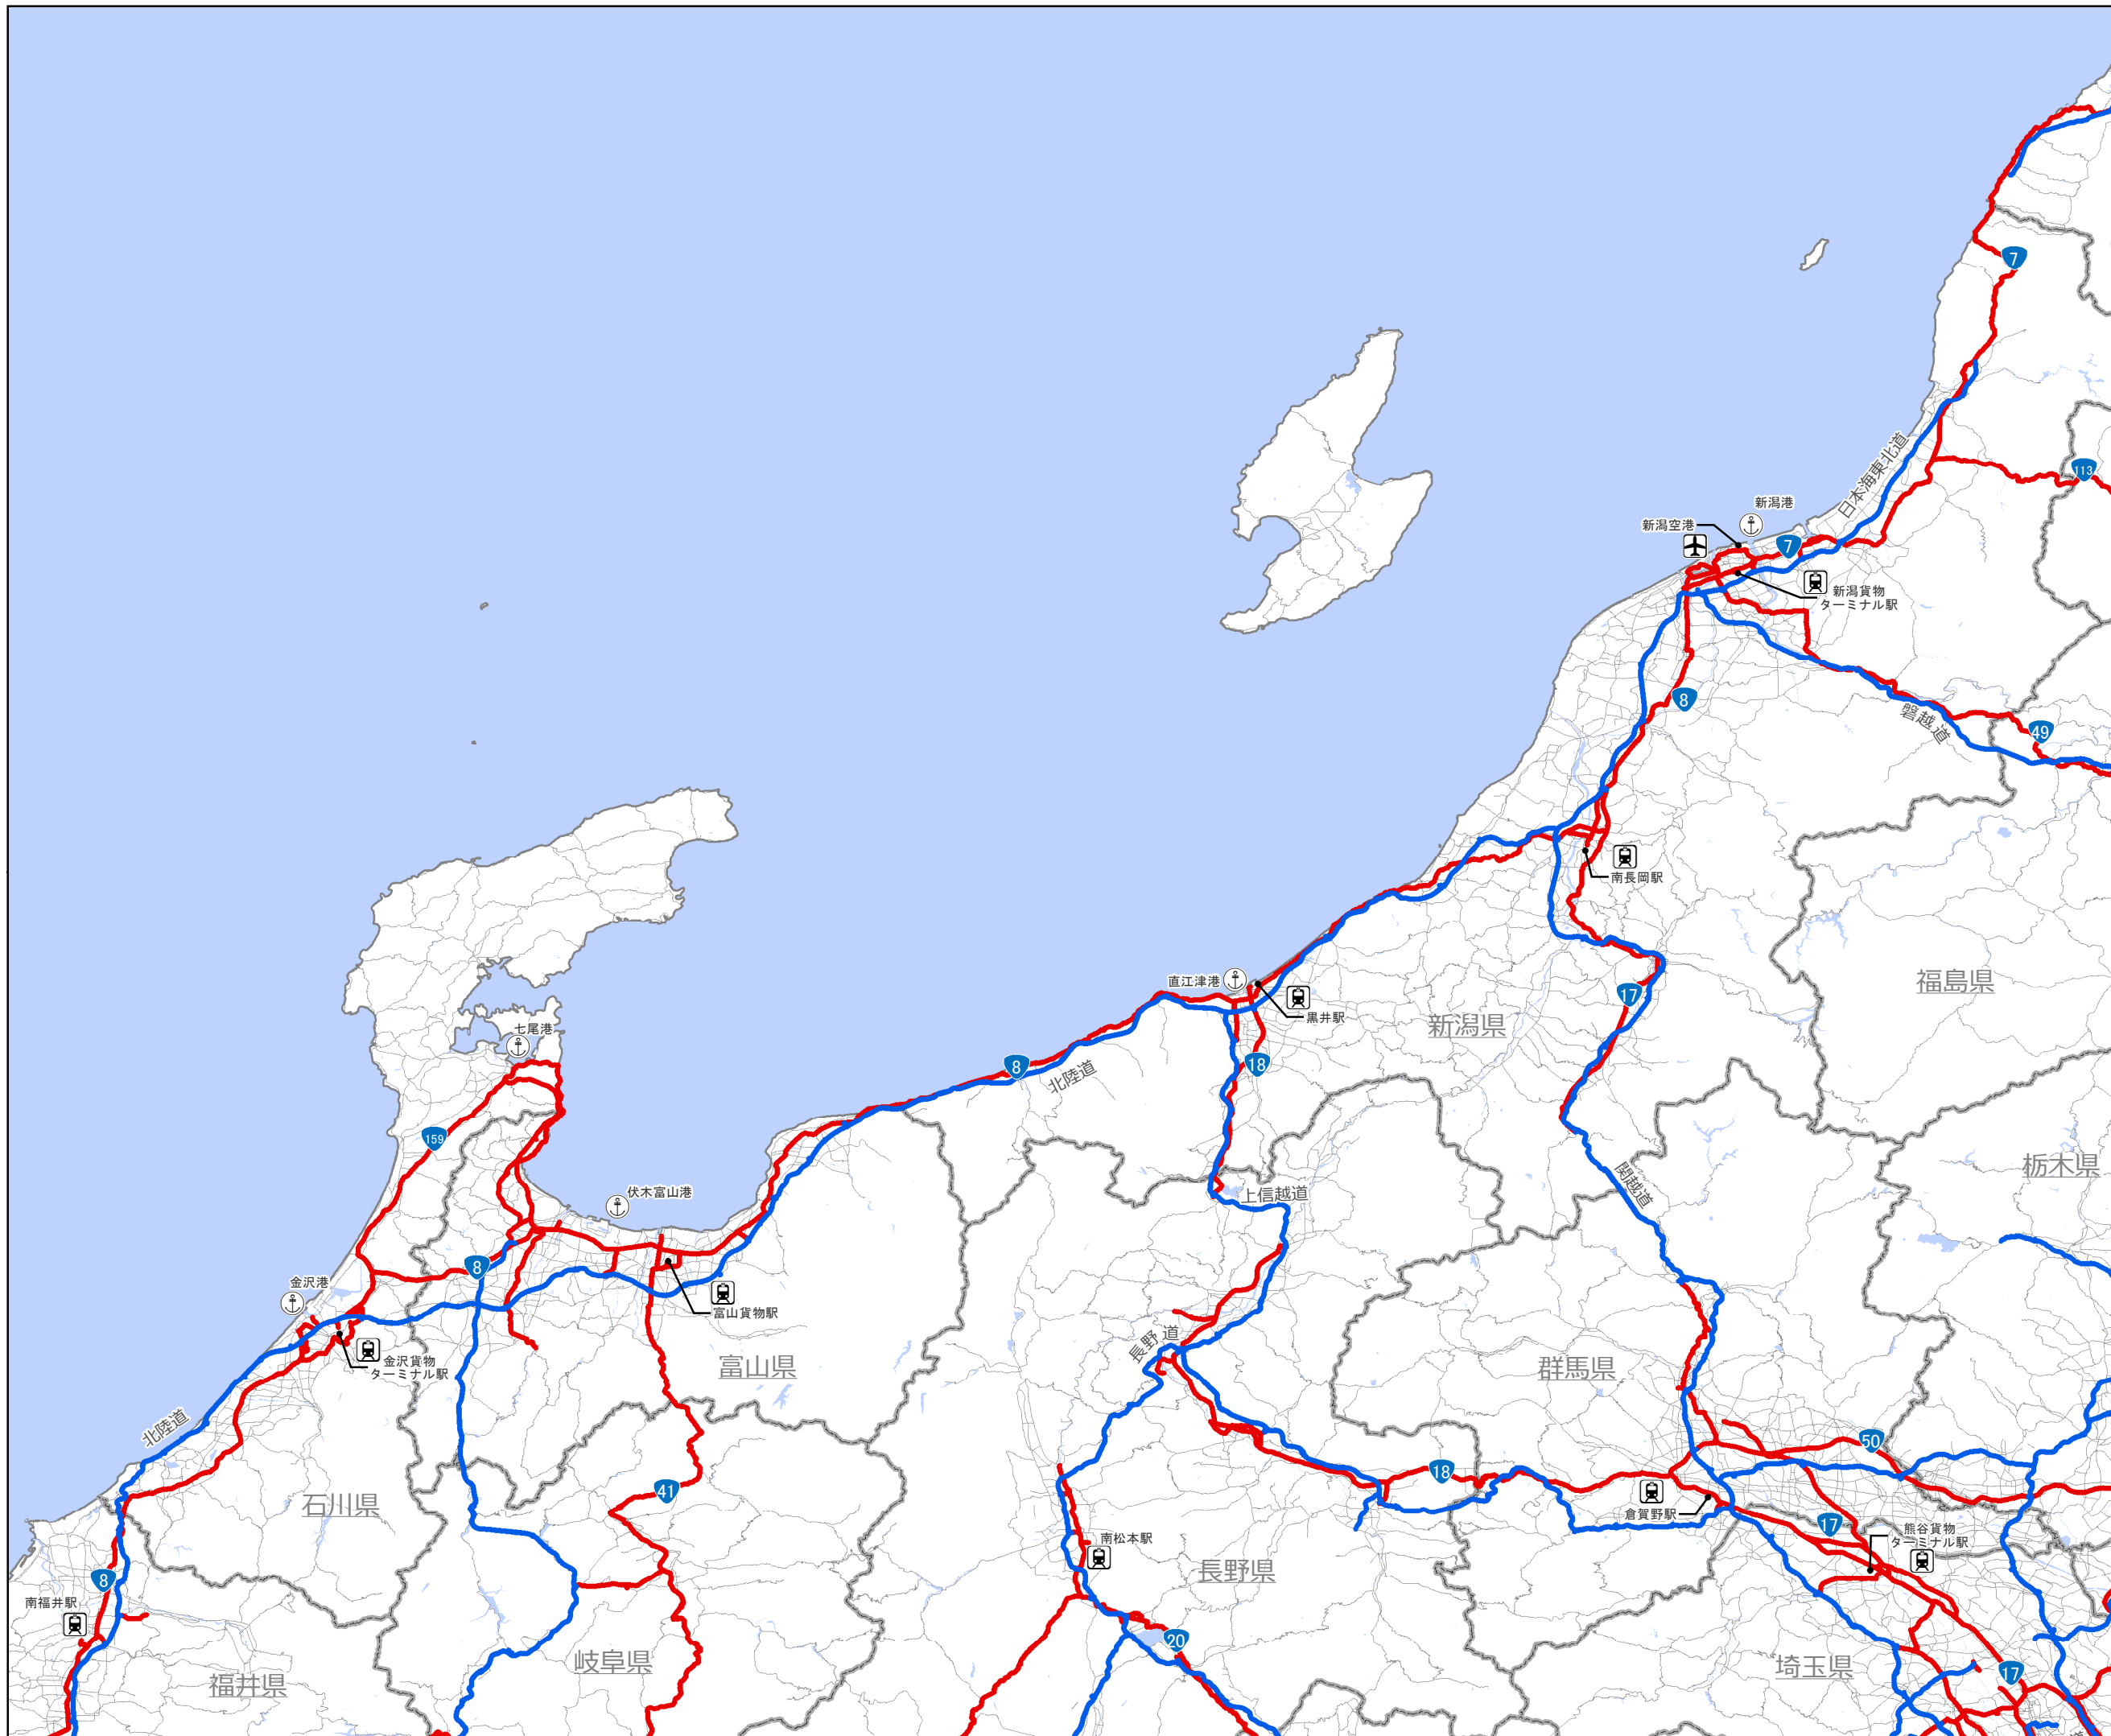 7
113
日本海東北道
新潟港
新潟空港
7
新潟貨物
ターミナル駅
8
磐越道
49
南長岡駅
福島県
直江津港
黒井駅
17
新潟県
七尾港
8
北陸道
18
159
栃木県
関越道
伏木富山港
上信越道
8
金沢港
富山貨物駅
金沢貨物
ターミナル駅
長野道
富山県
群馬県
北陸道
50
18
41
石川県
倉賀野駅
17
熊谷貨物
ターミナル駅
南松本駅
長野県
8
南福井駅
20
岐阜県
福井県
埼玉県
17